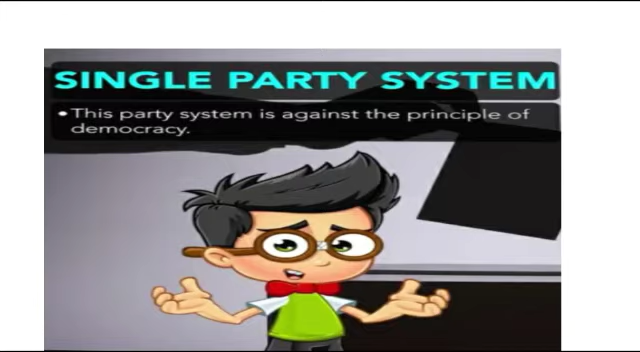 SINGLE PARTY SYSTEM
•This party system is against the principle of
democracy.